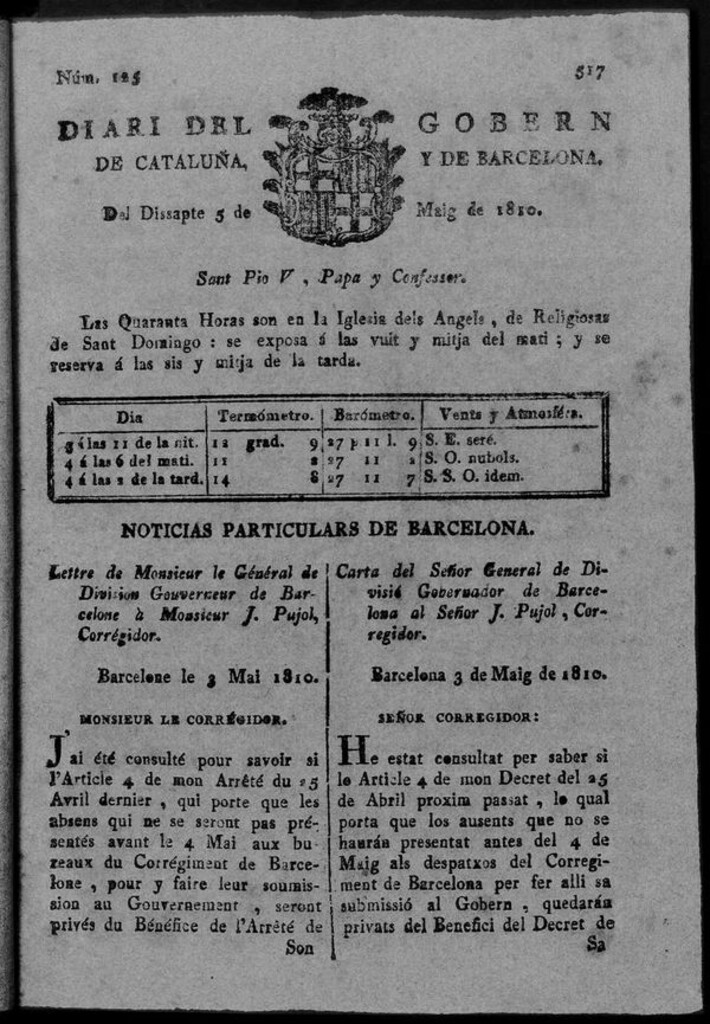 Núm. 125
517
DIARI DEL GOBERN
DE CATALUÑA, Y DE BARCELONA.
Del Dissapte 5 de Maig de 1810.
Sant Pio V , Papa y Confessor.
Las Quaranta Horas son en la Iglesia dels Angels , de Religiosas
de Sant Domingo : se exposa á las vuit y mitja del mati ; y se
reserva á las sis y mitja de la tarda.
Dia Termómetro. Barómetro. Vents y Atmosféra.
3 á las 11 de la nit. 12 grad. 9 27 p 11 l. 9 S. E. seré.
4 á las 6 del mati. 11 27 11 S. O. nubols.
4 á las 2 de la tard. 14 8 27 11 7 S. S. O. idem.
NOTICIAS PARTICULARS DE BARCELONA.
Lettre de Monsieur le Général de
Division Gouverneur de Bar-
celone à Monsieur J. Pujol,
Corrégidor.
Barcelone le 3 Mai 1810.
MONSIEUR LE CORRÉGIDOR.
J'ai été consulté pour savoir si
l'Article 4 de mon Arrêté du 25
Avril dernier , qui porte que les
absens qui ne se seront pas pré-
sentés avant le 4 Mai aux bu-
reaux du Corrégiment de Barce-
lone , pour y faire leur soumis-
sion au Gouvernement , seront
privés du Bénéfice de l'Arrêté de
Son
Carta del Señor General de Di-
visió Gobernador de Barce-
lona al Señor J. Pujol , Cor-
regidor.
Barcelona 3 de Maig de 1810.
SEÑOR CORREGIDOR:
He estat consultat per saber si
lo Article 4 de mon Decret del 25
de Abril proxim passat , lo qual
porta que los ausents que no se
haurán presentat antes del 4 de
Maig als despatxos del Corregi-
ment de Barcelona per fer alli sa
submissió al Gobern , quedarán
privats del Benefici del Decret de
Sa